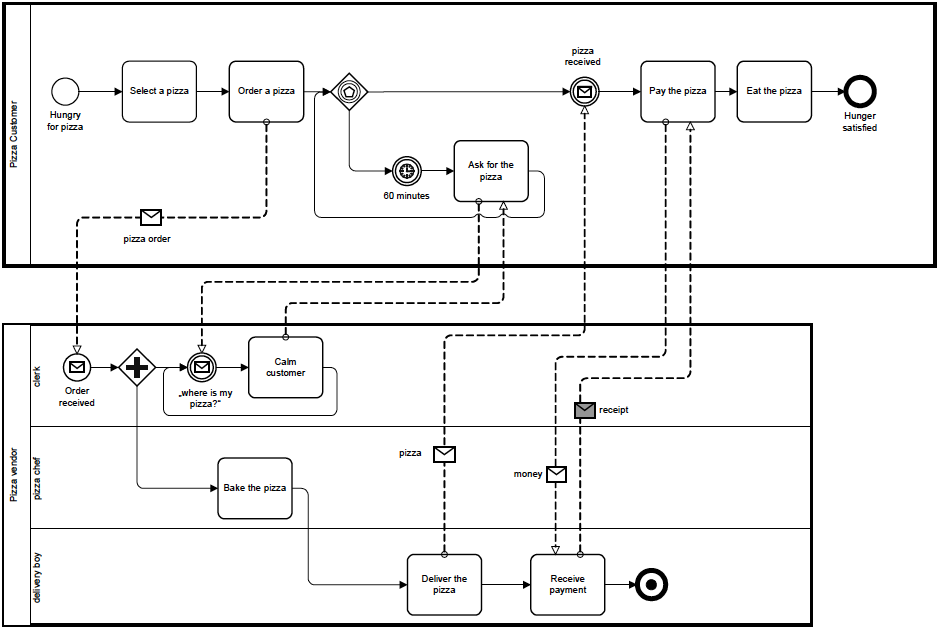 Pizza Customer
pizza
received
Select a pizza
Order a pizza
Pay the pizza
Eat the pizza
Hungry
for pizza
Hunger
satisfied
Ask for the
pizza
60 minutes
pizza order
Pizza vendor
clerk
Calm
customer
Order
received
„where is my
pizza?“
receipt
pizza chef
pizza
money
Bake the pizza
delivery boy
Deliver the
pizza
Receive
payment